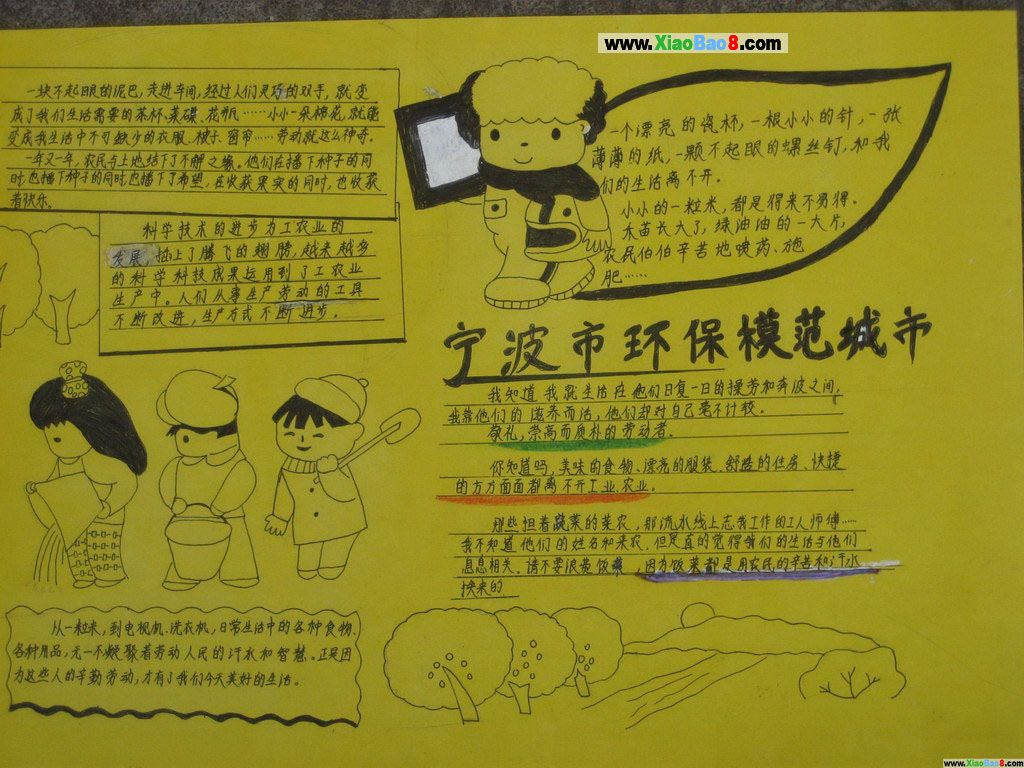 www.XiaoBao8.com
一块不起眼的泥巴,走进车间,经过人们灵巧的双手,就变
成了我们生活需要的茶杯、菜碟、花瓶……小小一朵棉花,就能
变成我生活中不可缺少的衣服、被子、窗帘……劳动就这么神奇。
一年又一年,农民与土地结下了不解之缘。他们在播下种子的同
时,也播下种子的同时,也播下了希望,在收获果实的同时,也收获
着快乐。
科学技术的进步为工农业的
发展,插上了腾飞的翅膀,越来越多
的科学科技成果运用到了工农业
生产中。人们从事生产劳动的工具
不断改进,生产方式不断进步。
一个漂亮的瓷杯,一根小小的针,一张
薄薄的纸,一颗不起眼的螺丝钉,和我
们的生活离不开。
小小的一粒米,都是得来不易得。
禾苗长大了,绿油油的一大片,
农民伯伯辛苦地喷药、施
肥……
宁波市环保模范城市
我知道我就生活在他们日复一日的操劳和奔波之间,
我靠他们的滋养而活,他们却对自己毫不计较。
敬礼,崇高而质朴的劳动者。
你知道吗,美味的食物、漂亮的服装、舒适的住房、快捷
的方方面面都离不开工业、农业。
那些担着蔬菜的菜农,那流水线上忘我工作的工人师傅……
我不知道他们的姓名和来农,但是真的觉得我们的生活与他们
息息相关。请不要浪费饭菜,因为饭菜都是用农民的辛苦和汗水
换来的
从一粒米,到电视机、洗衣机,日常生活中的各种食物、
各种用品,无一不凝聚着劳动人民的汗水和智慧。正是因
为这些人的辛勤劳动,才有了我们今天美好的生活。
www.XiaoBao8.com